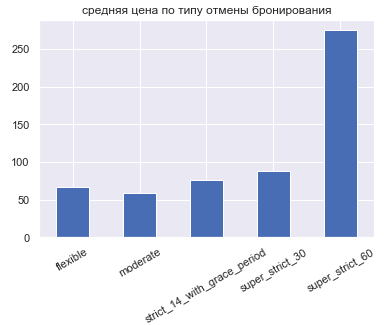 средняя цена по типу отмены бронирования
250
200
150
100
50
0
flexible
moderate
strict_14_with_grace_period
super_strict_30
super_strict_60